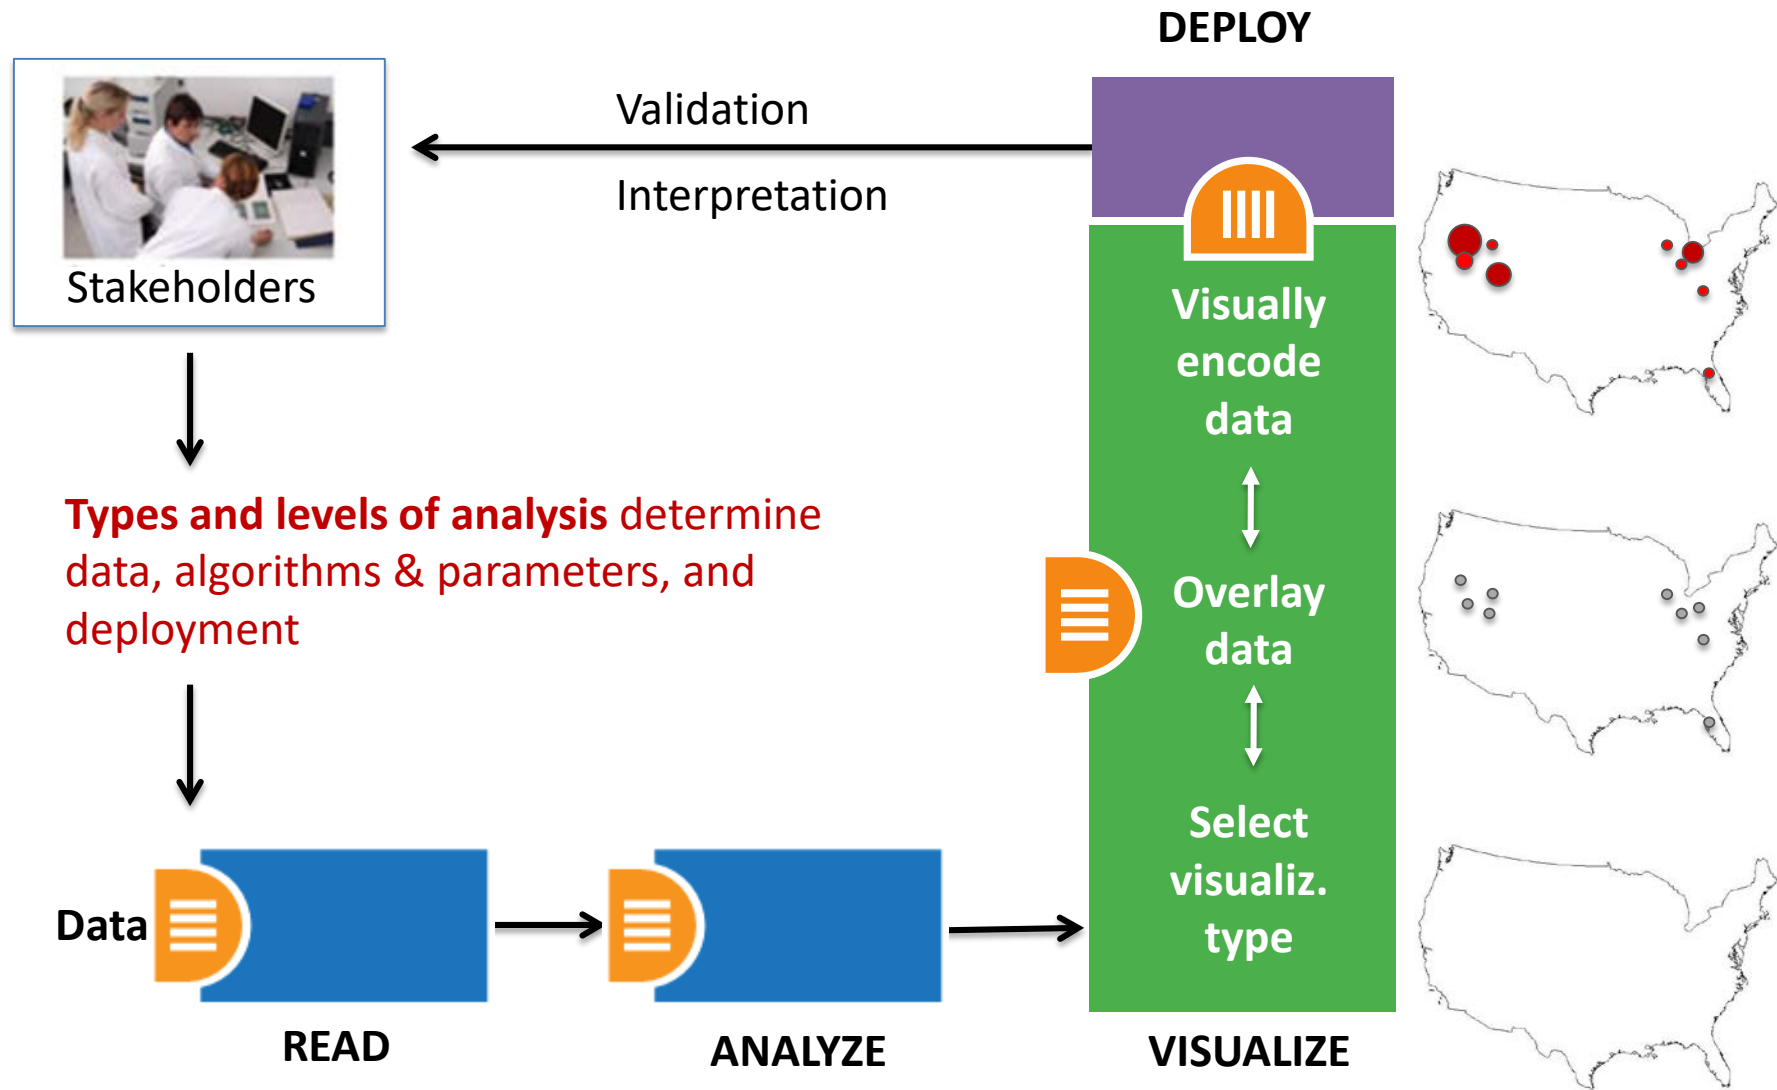 DEPLOY
Validation
Interpretation
Stakeholders
Visually
encode
data
Types and levels of analysis determine
data, algorithms & parameters, and
deployment
Overlay
data
Select
visualiz.
type
Data
READ
ANALYZE
VISUALIZE